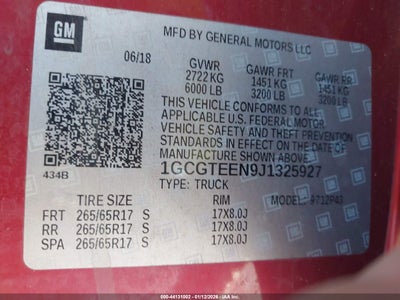 GM
MFD BY GENERAL MOTORS LLC
06/18
GVWR GAWR FRT GAWR RR
2722 KG 1451 KG 1451 KG
6000 LB 3200 LB 3200 LB
THIS VEHICLE CONFORMS TO ALL
APPLICABLE U.S. FEDERAL MOTOR
VEHICLE SAFETY AND THEFT PREVENTION
STANDARDS IN EFFECT ON THE DATE OF
MANUFACTURE SHOWN ABOVE.
434B
1GCGTEEN9J1325927
TYPE: TRUCK MODEL: 9712P43
TIRE SIZE RIM
FRT 265/65R17 S 17X8.0J
RR 265/65R17 S 17X8.0J
SPA 265/65R17 S 17X8.0J
000-44131002 - 01/12/2026 -